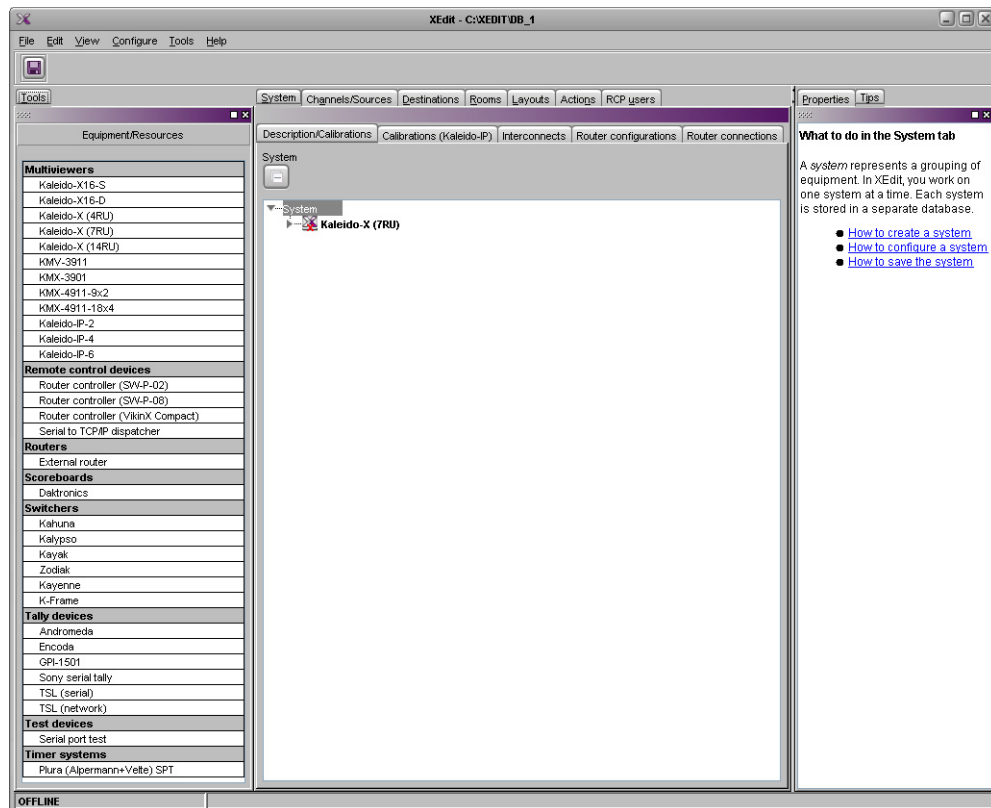 XEdit - C:\XEDIT\DB_1
File Edit View Configure Tools Help
Tools
Equipment/Resources
Multiviewers
Kaleido-X16-S
Kaleido-X16-D
Kaleido-X (4RU)
Kaleido-X (7RU)
Kaleido-X (14RU)
KMV-3911
KMX-3901
KMX-4911-9x2
KMX-4911-18x4
Kaleido-IP-2
Kaleido-IP-4
Kaleido-IP-6
Remote control devices
Router controller (SW-P-02)
Router controller (SW-P-08)
Router controller (VikinX Compact)
Serial to TCP/IP dispatcher
Routers
External router
Scoreboards
Daktronics
Switchers
Kahuna
Kalypso
Kayak
Zodiak
Kayenne
K-Frame
Tally devices
Andromeda
Encoda
GPI-1501
Sony serial tally
TSL (serial)
TSL (network)
Test devices
Serial port test
Timer systems
Plura (Alpermann+Velte) SPT
System Channels/Sources Destinations Rooms Layouts Actions RCP users
Description/Calibrations Calibrations (Kaleido-IP) Interconnects Router configurations Router connections
System
System
Kaleido-X (7RU)
Properties Tips
What to do in the System tab
A system represents a grouping of
equipment. In XEdit, you work on
one system at a time. Each system
is stored in a separate database.
How to create a system
How to configure a system
How to save the system
OFFLINE